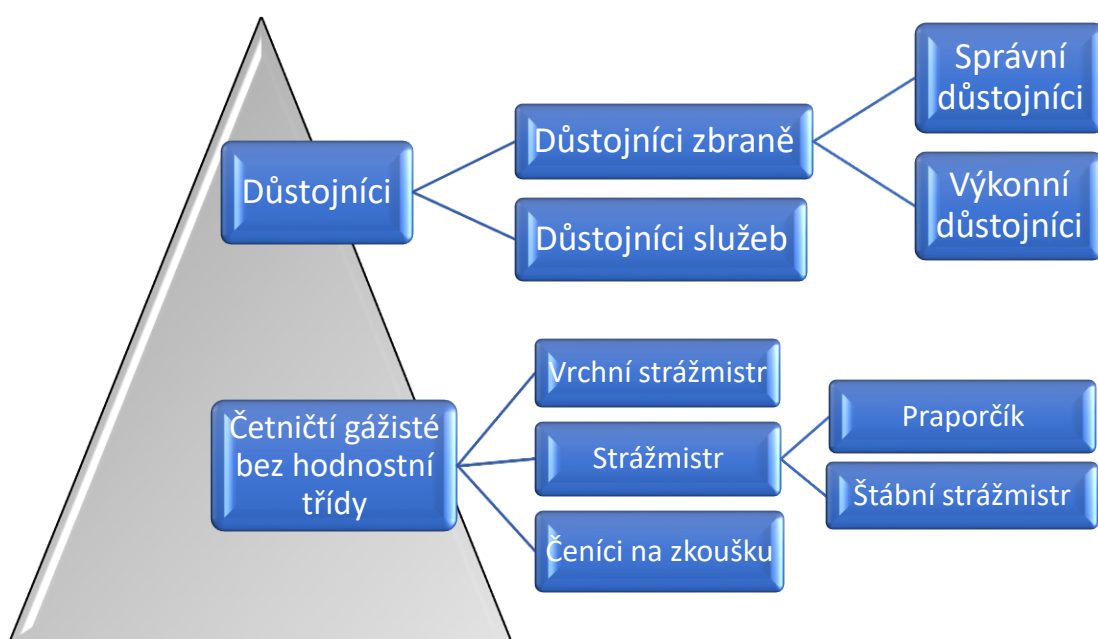 Správní
důstojníci
Důstojníci zbraně
Důstojníci
Výkonní
důstojníci
Důstojníci služeb
Vrchní strážmistr
Četničtí gážisté
bez hodnostní
třídy
Praporčík
Strážmistr
Štábní strážmistr
Čeníci na zkoušku